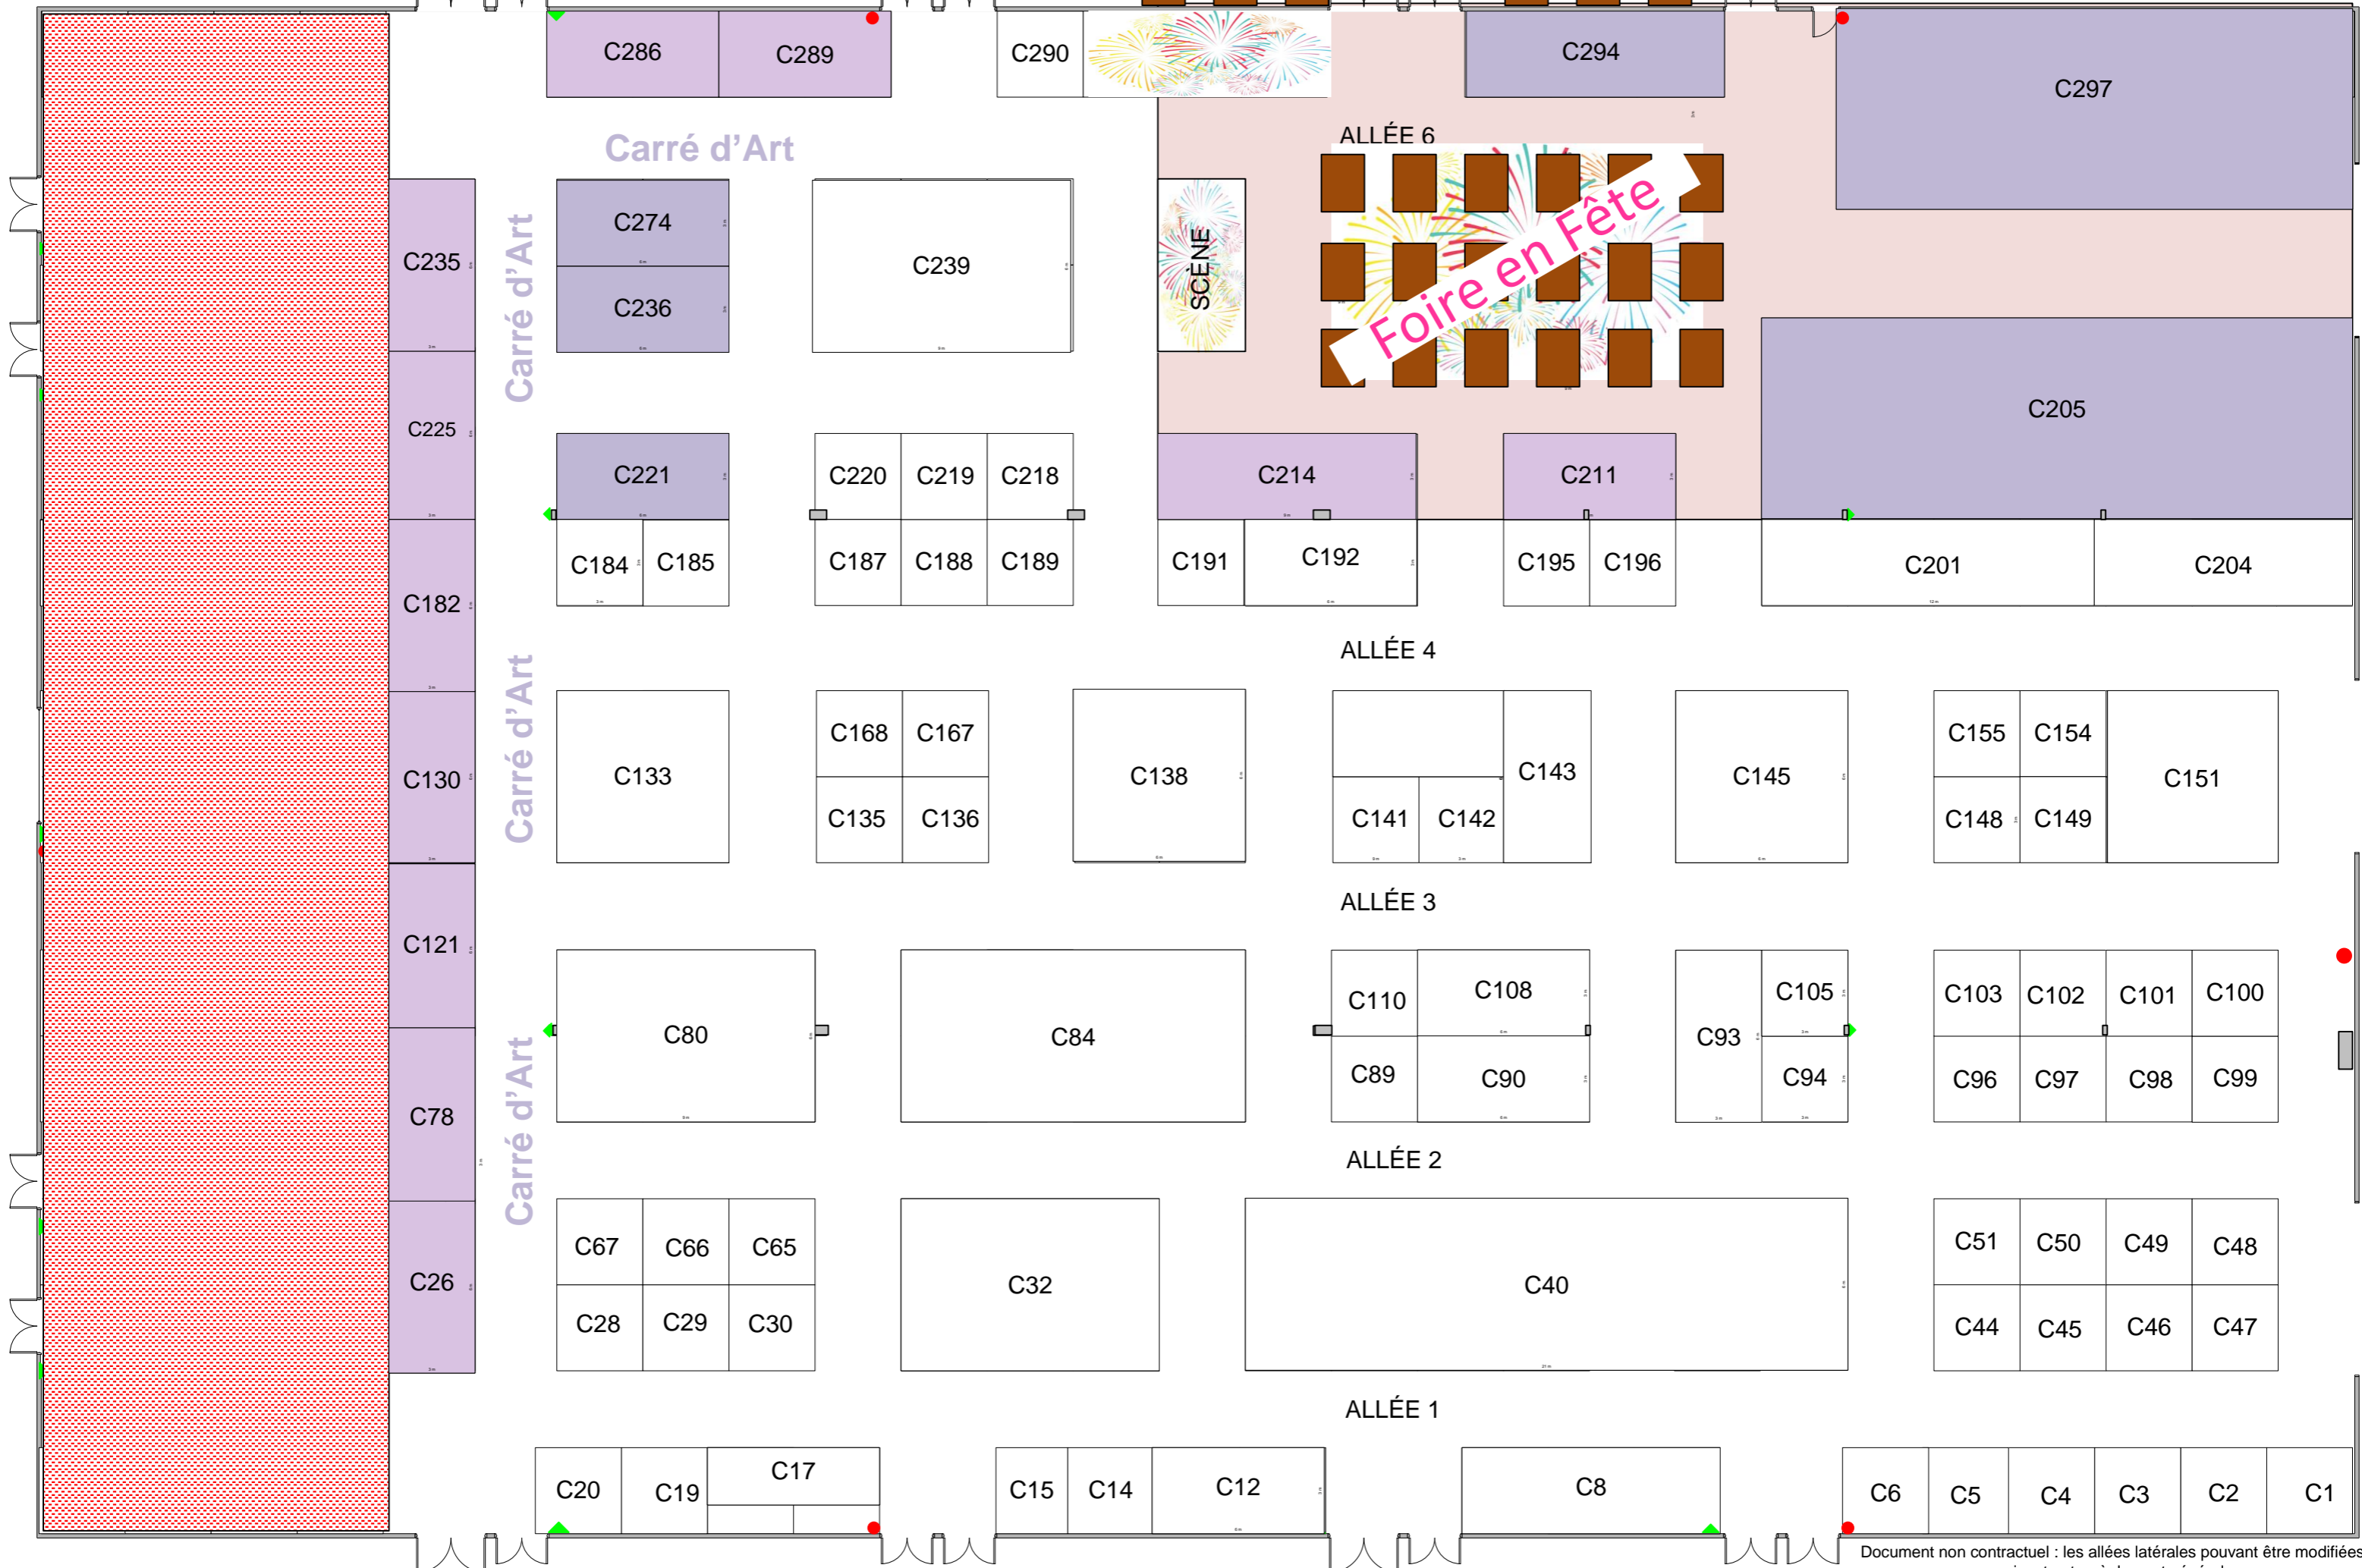 C286 C289 C290 C294 C297
Carré d'Art
ALLÉE 6
C235
Carré d'Art
C274
C236
C239
SCÈNE
Foire en Fête
C205
C225
C221 C220 C219 C218 C214 C211
C182
C184 C185 C187 C188 C189 C191 C192 C195 C196 C201 C204
ALLÉE 4
Carré d'Art
C130
C133
C168 C167
C135 C136
C138
C141 C142 C143
C145
C155 C154
C148 C149
C151
ALLÉE 3
C121
C80
C84
C110 C108
C89 C90
C93
C105
C94
C103 C102 C101 C100
C96 C97 C98 C99
C78
Carré d'Art
ALLÉE 2
C26
C67 C66 C65
C28 C29 C30
C32
C40
21 m
C51 C50 C49 C48
C44 C45 C46 C47
ALLÉE 1
C20 C19 C17 C15 C14 C12 C8 C6 C5 C4 C3 C2 C1
Document non contractuel : les allées latérales pouvant être modifiées